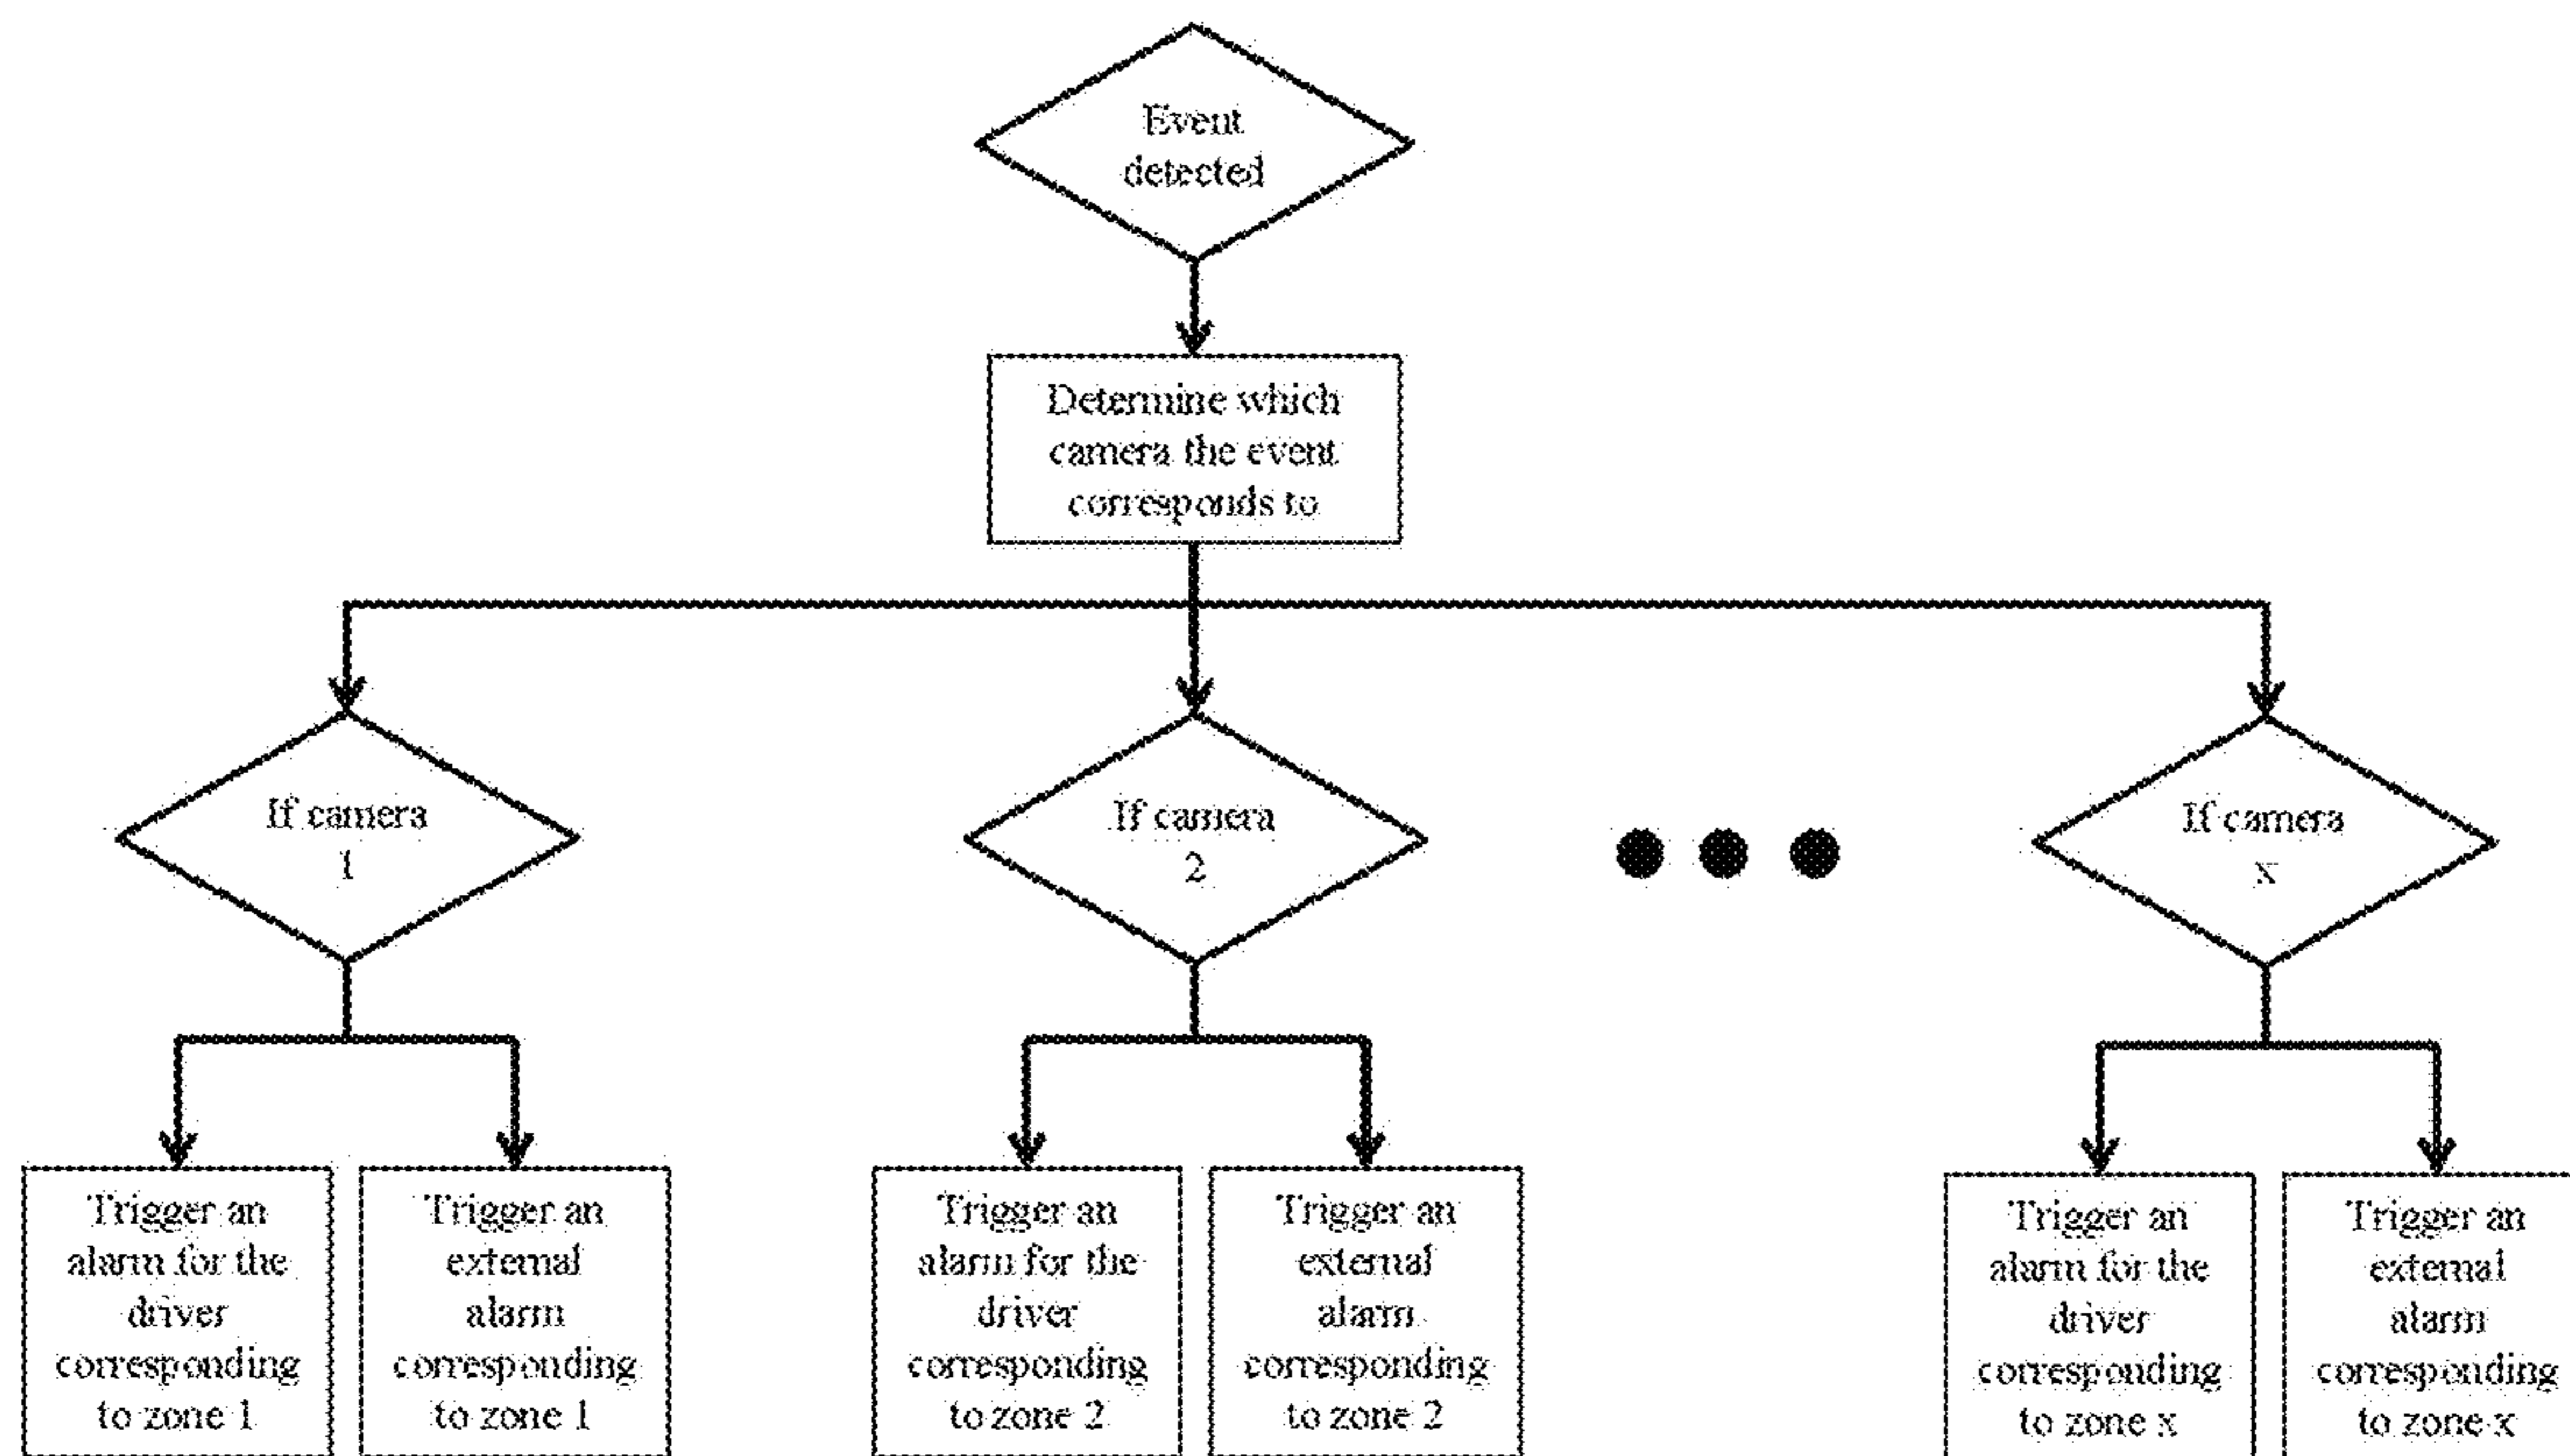 Event
detected
Determine which
camera the event
corresponds to
If camera
1
If camera
2
If camera
x
Trigger an
alarm for the
driver
corresponding
to zone 1
Trigger an
external
alarm
corresponding
to zone 1
Trigger an
alarm for the
driver
corresponding
to zone 2
Trigger an
external
alarm
corresponding
to zone 2
Trigger an
alarm for the
driver
corresponding
to zone x
Trigger an
external
alarm
corresponding
to zone x